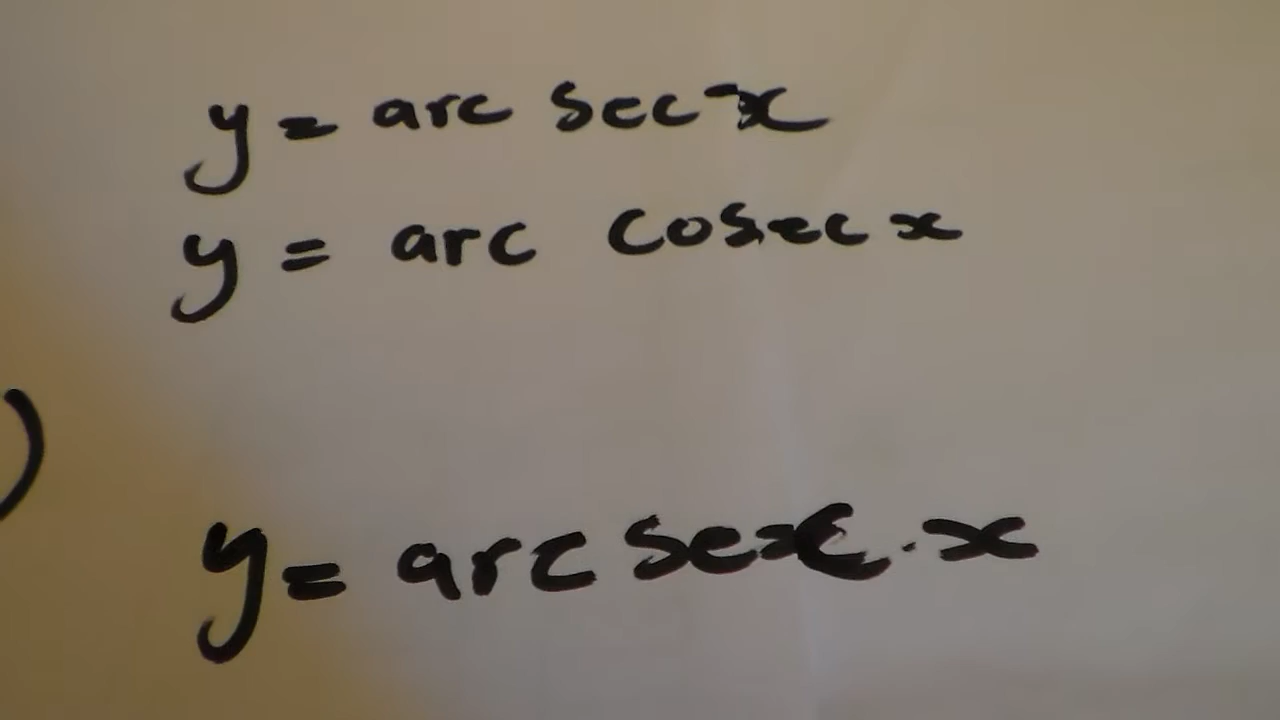 y = arc sec x
y = arc cosec x
)
y = arc sec x